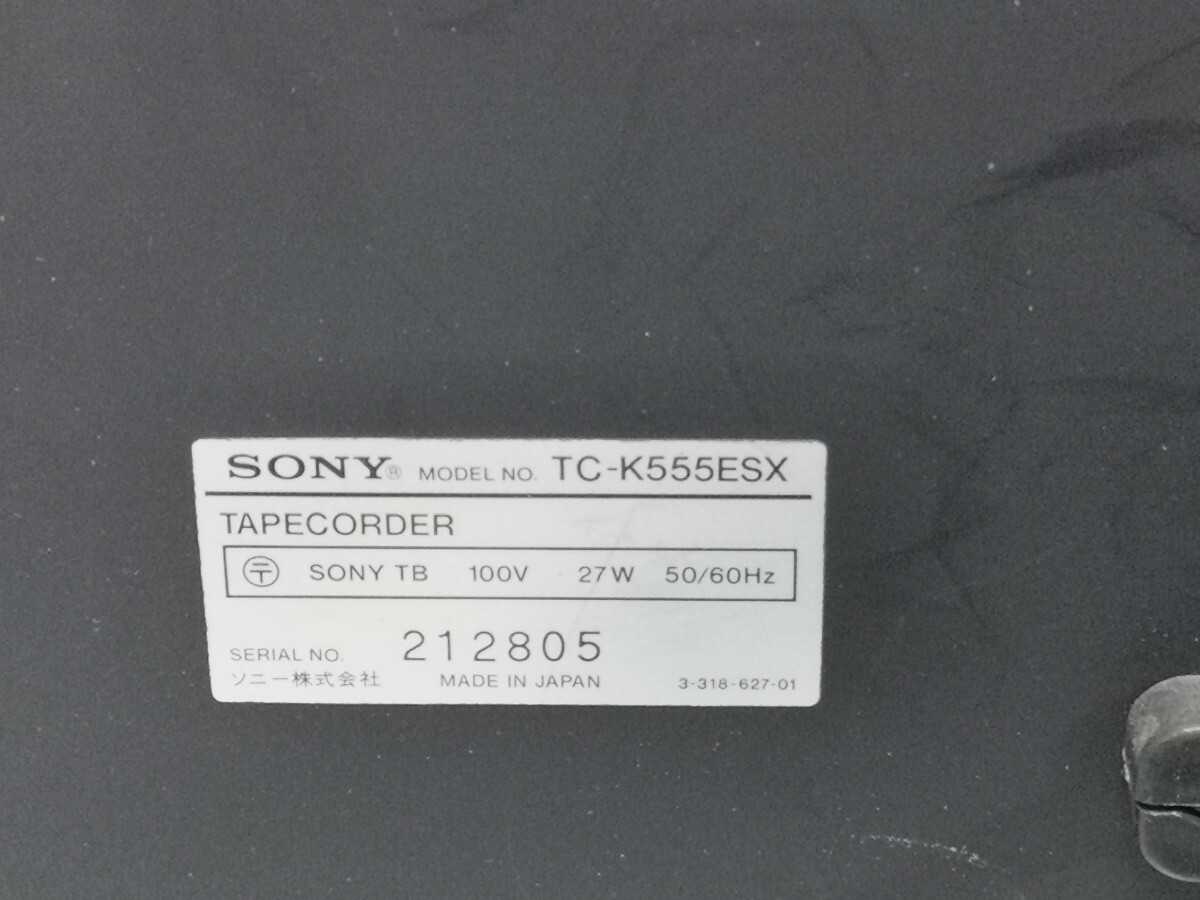 SONY® MODEL NO. TC-K555ESX
TAPECORDER
〶 SONY TB 100V 27W 50/60Hz
SERIAL NO. 212805
ソニー株式会社 MADE IN JAPAN 3-318-627-01